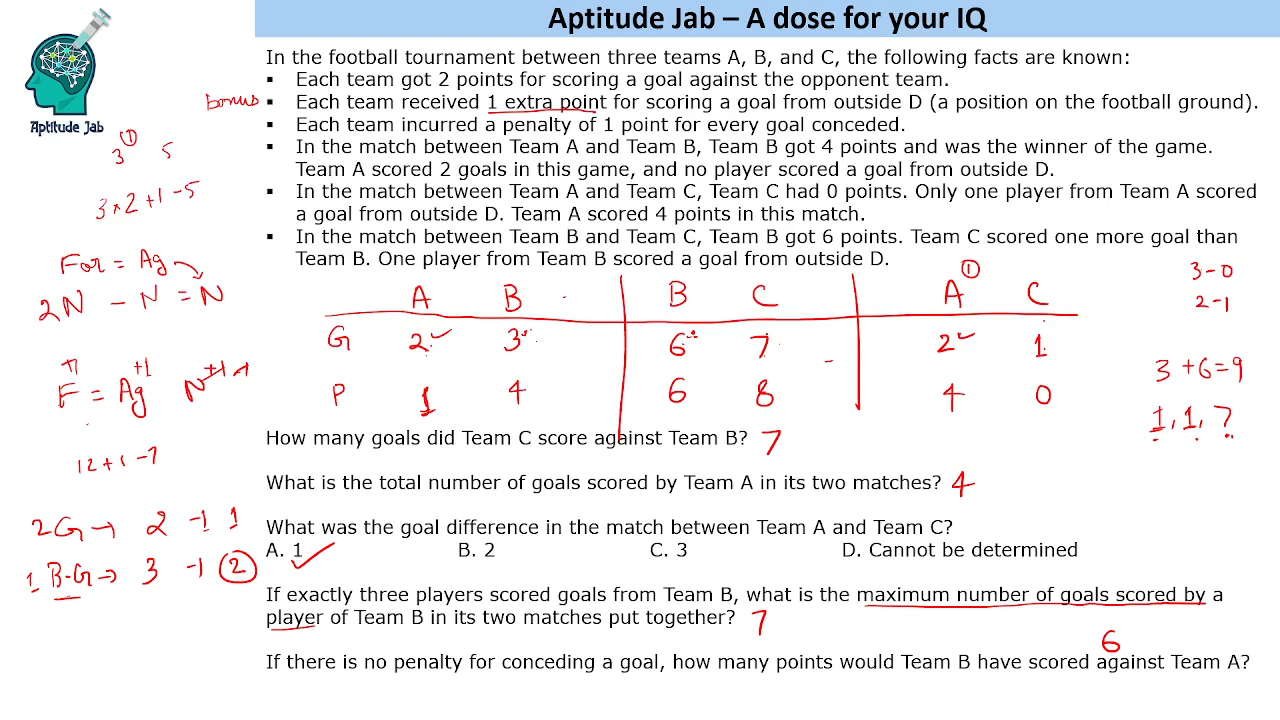 Aptitude Jab – A dose for your IQ
Aptitude Jab
In the football tournament between three teams A, B, and C, the following facts are known:
▪ Each team got 2 points for scoring a goal against the opponent team.
bonus ▪ Each team received 1 extra point for scoring a goal from outside D (a position on the football ground).
▪ Each team incurred a penalty of 1 point for every goal conceded.
▪ In the match between Team A and Team B, Team B got 4 points and was the winner of the game.
Team A scored 2 goals in this game, and no player scored a goal from outside D.
▪ In the match between Team A and Team C, Team C had 0 points. Only one player from Team A scored
a goal from outside D. Team A scored 4 points in this match.
▪ In the match between Team B and Team C, Team B got 6 points. Team C scored one more goal than
Team B. One player from Team B scored a goal from outside D.
3 ① 5
3×2+1-5
For = Ag
2N - N = N
F = Ag +1
12+1-7
2G → 2 -1 1
1 B-G → 3 -1 ②
A B B C A ① C
G 2 3 6 7 2 1
P 1 4 6 8 4 0
3-0
2-1
3+6=9
1, 1, 7
How many goals did Team C score against Team B? 7
What is the total number of goals scored by Team A in its two matches? 4
What was the goal difference in the match between Team A and Team C?
A. 1 B. 2 C. 3 D. Cannot be determined
If exactly three players scored goals from Team B, what is the maximum number of goals scored by a
player of Team B in its two matches put together? 7
6
If there is no penalty for conceding a goal, how many points would Team B have scored against Team A?